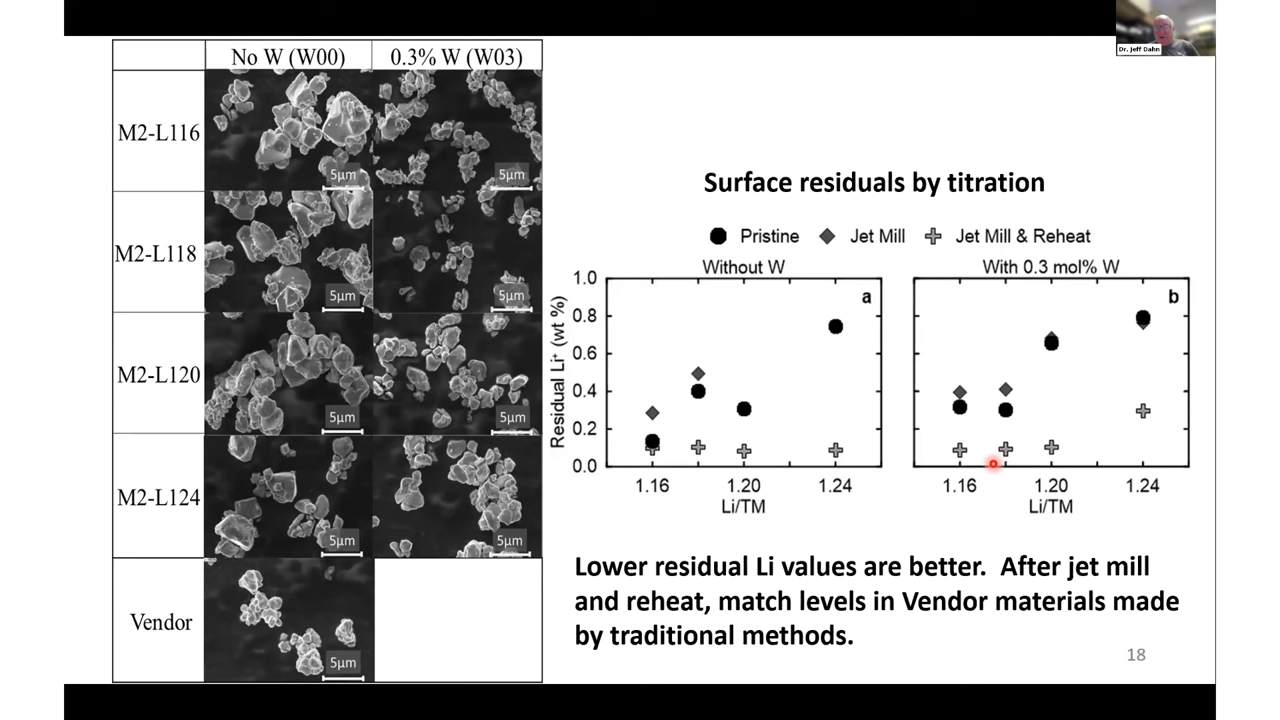 Dr. Jeff Dahn
No W (W00)
0.3% W (W03)
M2-L116
5µm
5µm
M2-L118
5µm
5µm
M2-L120
5µm
5µm
M2-L124
5µm
5µm
Vendor
5µm
Surface residuals by titration
Pristine
Jet Mill
Jet Mill & Reheat
Without W
With 0.3 mol% W
Residual Li⁺ (wt %)
1.0
0.8
0.6
0.4
0.2
0.0
a
b
1.16
1.20
1.24
1.16
1.20
1.24
Li/TM
Li/TM
Lower residual Li values are better. After jet mill
and reheat, match levels in Vendor materials made
by traditional methods.
18